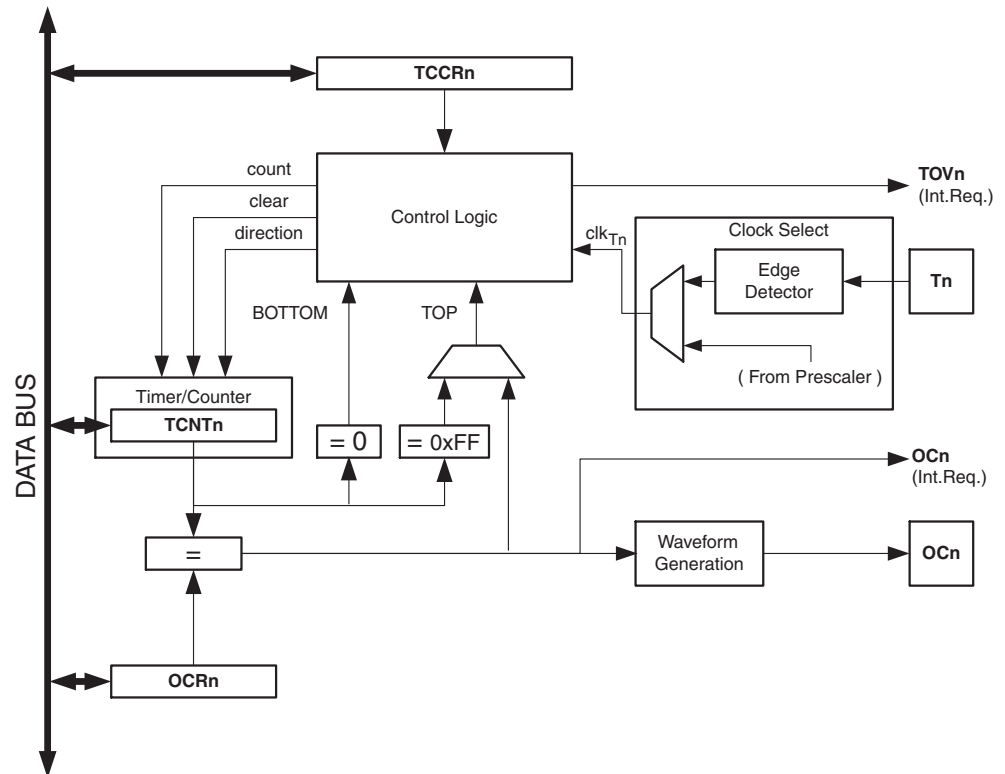 TCCRn
count
clear
direction
Control Logic
TOVn
(Int.Req.)
clkTn
Clock Select
Edge
Detector
Tn
( From Prescaler )
BOTTOM
TOP
DATA BUS
Timer/Counter
TCNTn
= 0
= 0xFF
OCn
(Int.Req.)
=
Waveform
Generation
OCn
OCRn